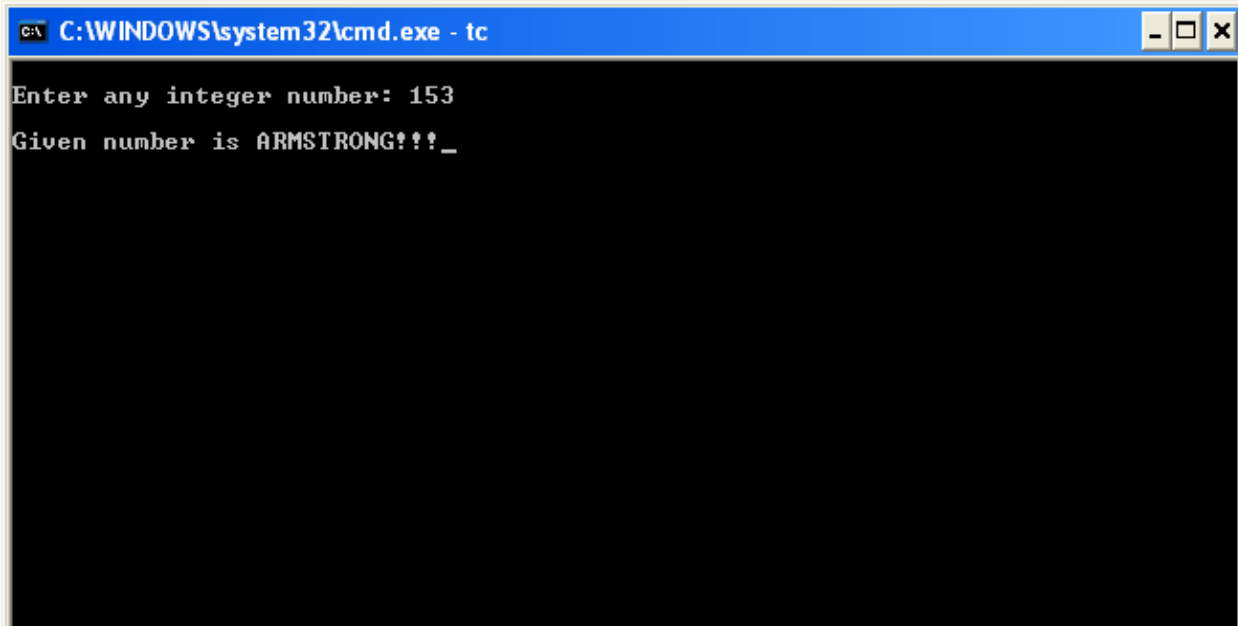 C:\WINDOWS\system32\cmd.exe - tc
Enter any integer number: 153
Given number is ARMSTRONG!!!_